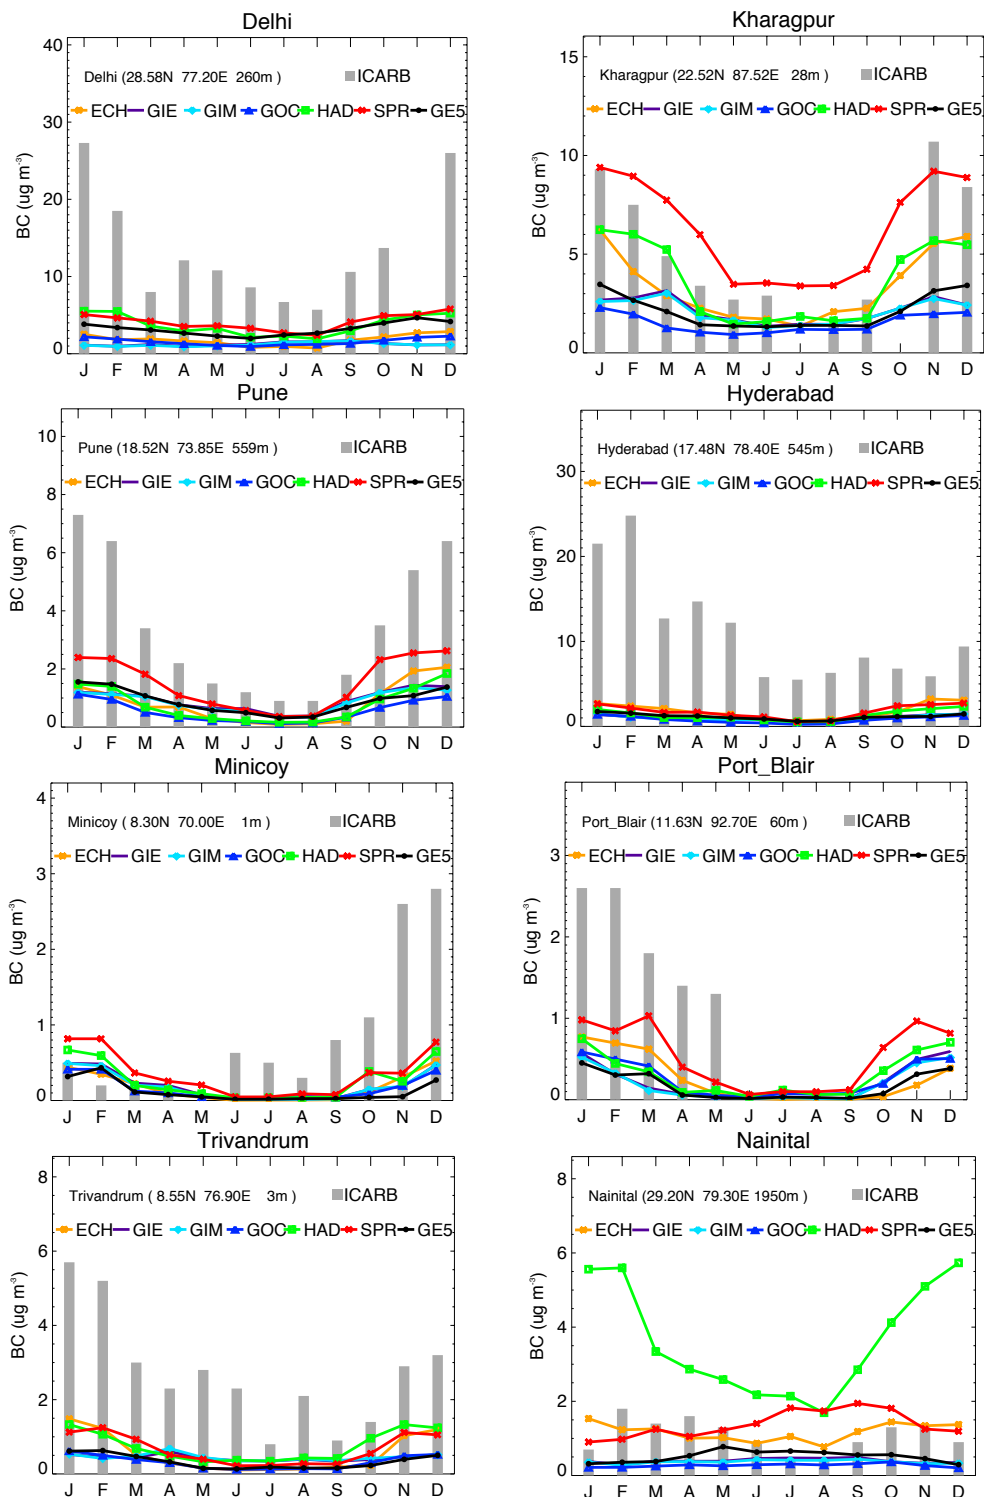 Delhi
40
30
20
10
0
BC (ug m-3)
Delhi (28.58N 77.20E 260m )
ICARB
ECH GIE GIM GOC HAD SPR GE5
J F M A M J J A S O N D
Kharagpur
15
10
5
0
BC (ug m-3)
Kharagpur (22.52N 87.52E 28m )
ICARB
ECH GIE GIM GOC HAD SPR GE5
J F M A M J J A S O N D
Pune
10
8
6
4
2
0
BC (ug m-3)
Pune (18.52N 73.85E 559m )
ICARB
ECH GIE GIM GOC HAD SPR GE5
J F M A M J J A S O N D
Hyderabad
30
20
10
0
BC (ug m-3)
Hyderabad (17.48N 78.40E 545m )
ICARB
ECH GIE GIM GOC HAD SPR GE5
J F M A M J J A S O N D
Minicoy
4
3
2
1
0
BC (ug m-3)
Minicoy ( 8.30N 70.00E 1m )
ICARB
ECH GIE GIM GOC HAD SPR GE5
J F M A M J J A S O N D
Port_Blair
3
2
1
0
BC (ug m-3)
Port_Blair (11.63N 92.70E 60m )
ICARB
ECH GIE GIM GOC HAD SPR GE5
J F M A M J J A S O N D
Trivandrum
8
6
4
2
0
BC (ug m-3)
Trivandrum ( 8.55N 76.90E 3m )
ICARB
ECH GIE GIM GOC HAD SPR GE5
J F M A M J J A S O N D
Nainital
8
6
4
2
0
BC (ug m-3)
Nainital (29.20N 79.30E 1950m )
ICARB
ECH GIE GIM GOC HAD SPR GE5
J F M A M J J A S O N D